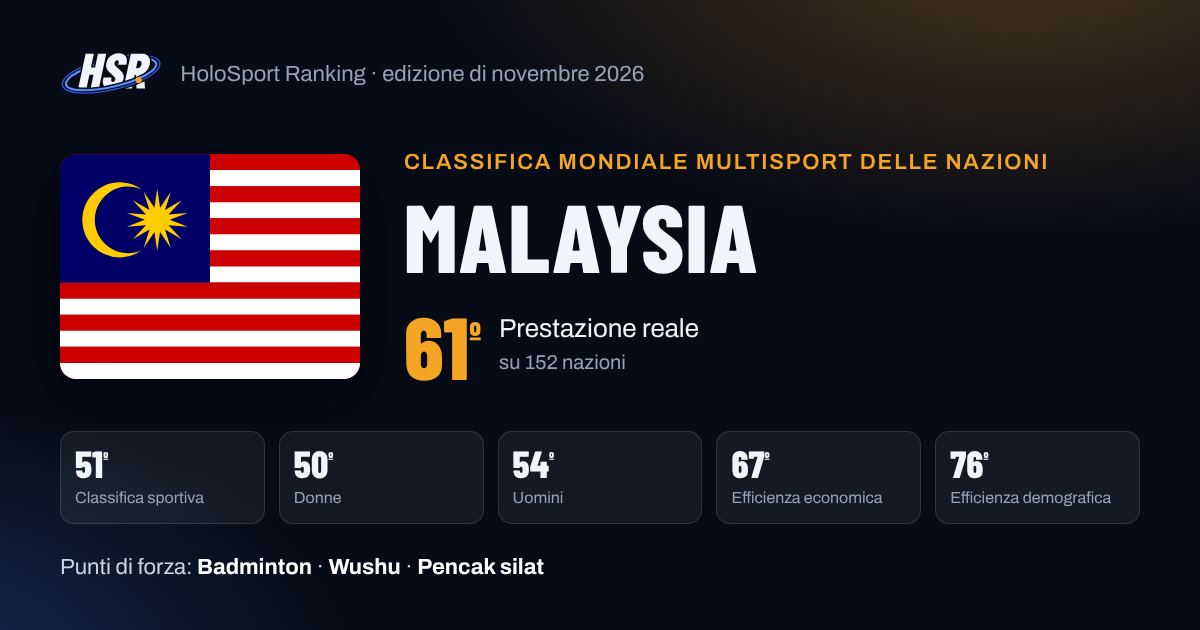 HSR
HoloSport Ranking · edizione di novembre 2026
CLASSIFICA MONDIALE MULTISPORT DELLE NAZIONI
MALAYSIA
61º
Prestazione reale
su 152 nazioni
51º
Classifica sportiva
50º
Donne
54º
Uomini
67º
Efficienza economica
76º
Efficienza demografica
Punti di forza: Badminton · Wushu · Pencak silat